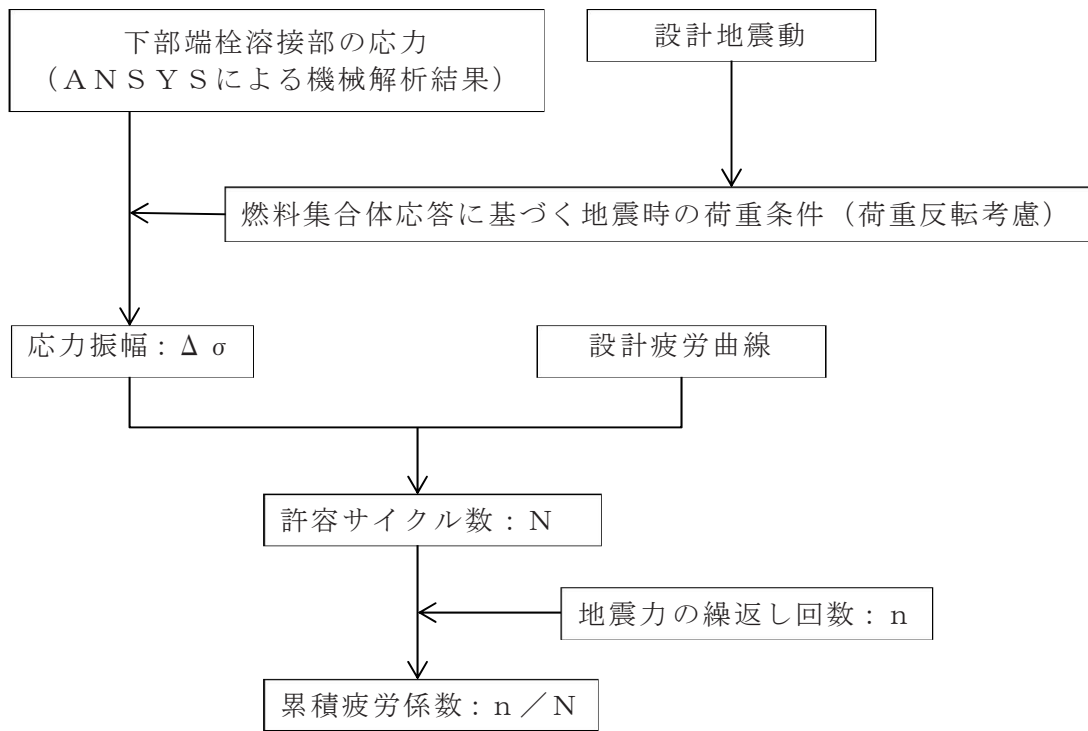 下部端栓溶接部の応力
（ＡＮＳＹＳによる機械解析結果）
設計地震動
燃料集合体応答に基づく地震時の荷重条件（荷重反転考慮）
応力振幅：Δσ
設計疲労曲線
許容サイクル数：Ｎ
地震力の繰返し回数：ｎ
累積疲労係数：ｎ／Ｎ